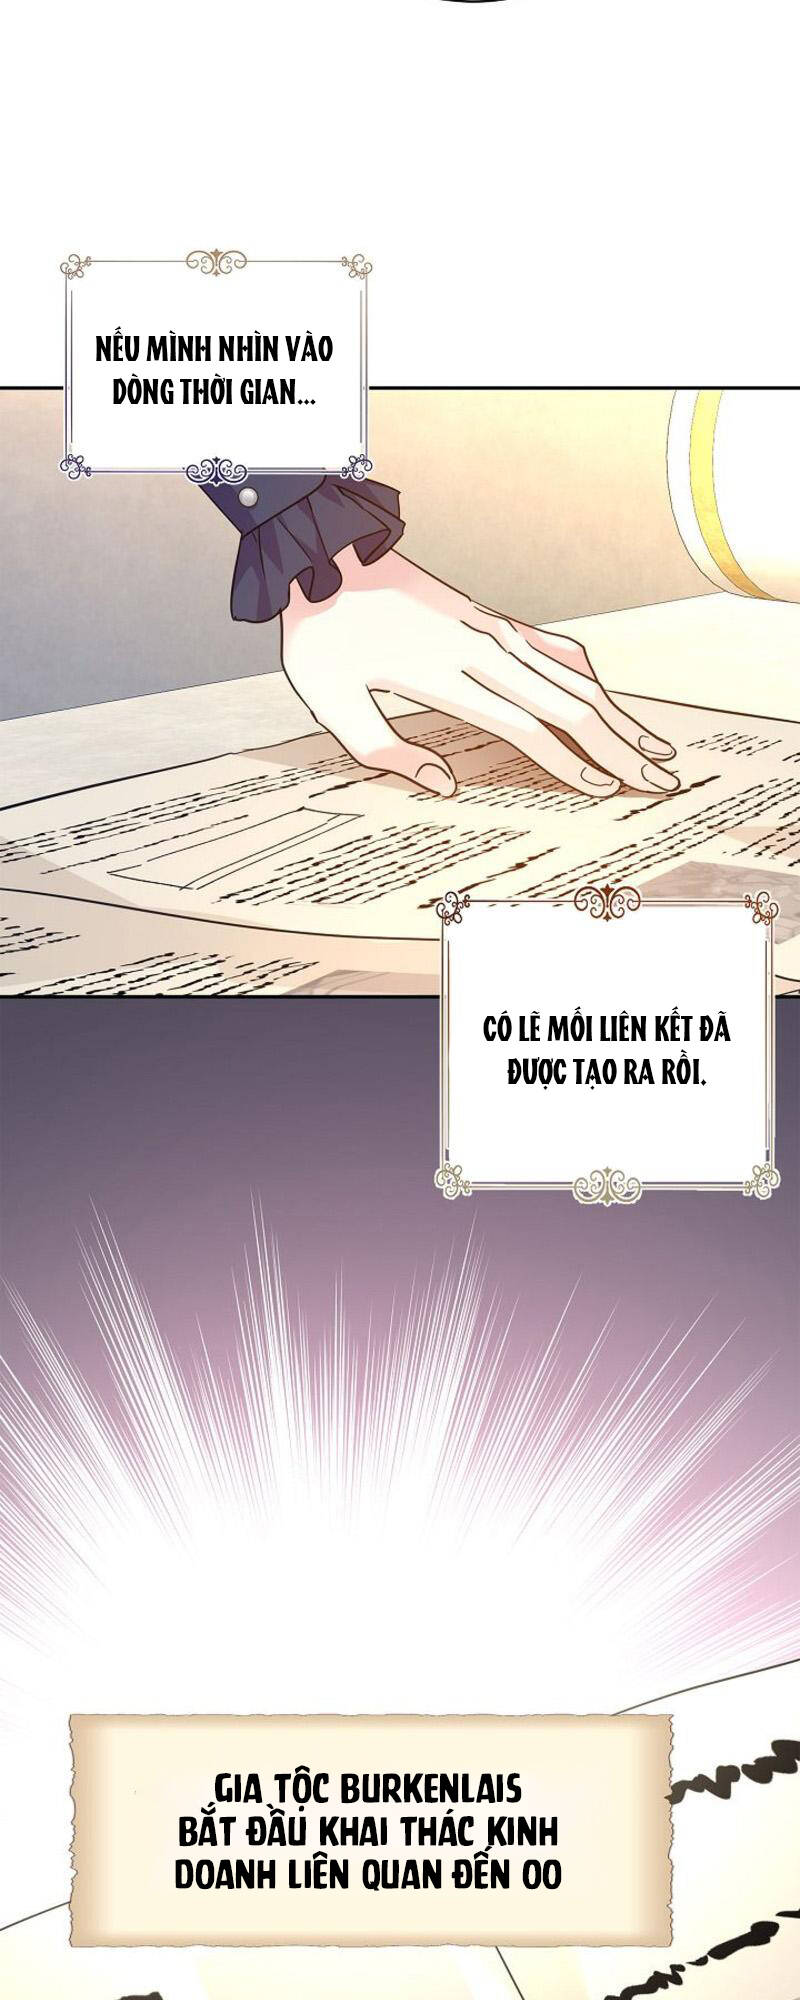 NẾU MÌNH NHÌN VÀO
DÒNG THỜI GIAN...
CÓ LẼ MỐI LIÊN KẾT ĐÃ
ĐƯỢC TẠO RA RỒI.
GIA TỘC BURKENLAIS
BẮT ĐẦU KHAI THÁC KINH
DOANH LIÊN QUAN ĐẾN OO